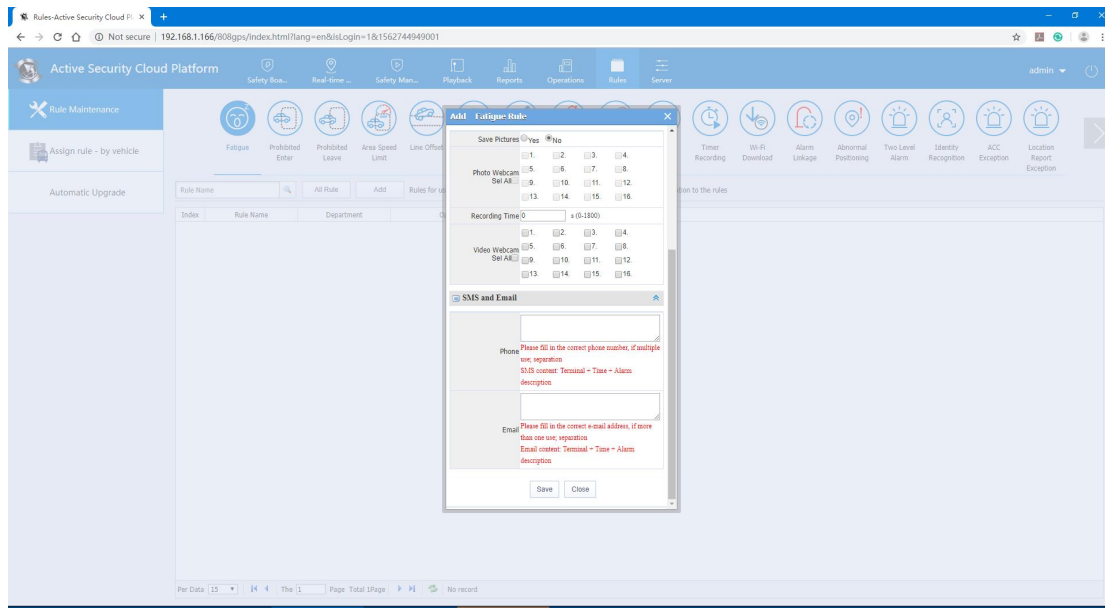 Rules-Active Security Cloud Pl
Not secure | 192.168.1.166/808gps/index.html?lang=en&lsLogin=1&1562744949001
Active Security Cloud Platform
Safety Boa...
Real-time ...
Safety Man...
Playback
Reports
Operations
Rules
Server
admin
Rule Maintenance
Assign rule - by vehicle
Automatic Upgrade
Fatigue
Prohibited Enter
Prohibited Leave
Area Speed Limit
Line Offset
Timer Recording
Wi-Fi Download
Alarm Linkage
Abnormal Positioning
Two Level Alarm
Identity Recognition
ACC Exception
Location Report Exception
Rule Name
All Rule
Add
Rules for us
tion to the rules
Index Rule Name Department
Add Fatigue Rule
Save Pictures Yes No
Photo Webcam
Sel All
1. 2. 3. 4.
5. 6. 7. 8.
9. 10. 11. 12.
13. 14. 15. 16.
Recording Time 0 s (0-1800)
Video Webcam
Sel All
1. 2. 3. 4.
5. 6. 7. 8.
9. 10. 11. 12.
13. 14. 15. 16.
SMS and Email
Phone
Please fill in the correct phone number, if multiple
use; separation
SMS content: Terminal + Time + Alarm
description
Email
Please fill in the correct e-mail address, if more
than one use; separation
Email content: Terminal + Time + Alarm
description
Save Close
Per Data 15 The 1 Page Total 1Page No record